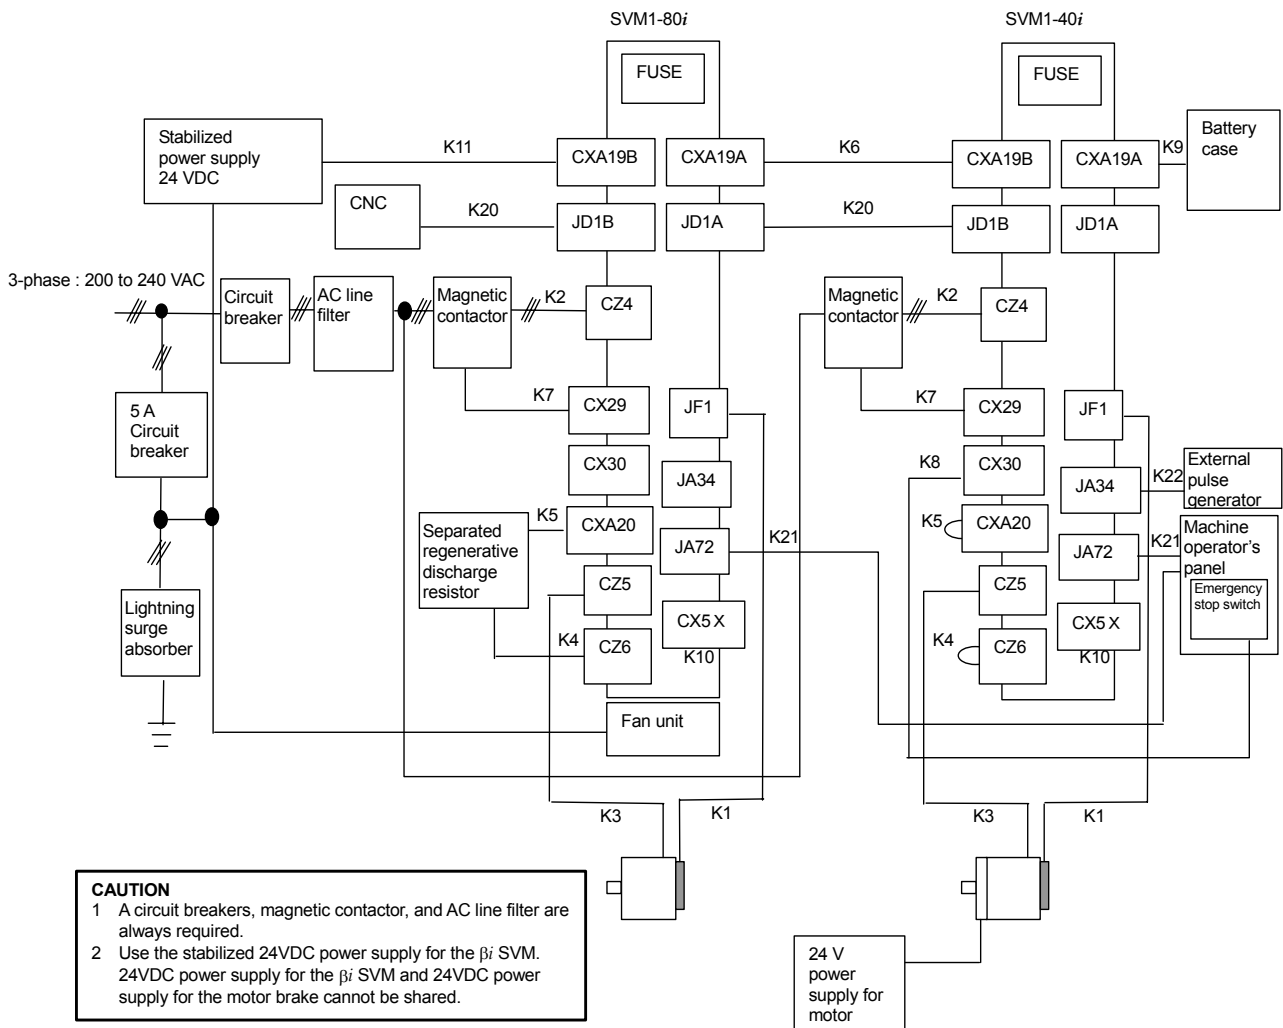 SVM1-80i
SVM1-40i
FUSE
FUSE
Stabilized
power supply
24 VDC
K11
CXA19B
CXA19A
K6
CXA19B
CXA19A
K9
Battery
case
CNC
K20
JD1B
JD1A
K20
JD1B
JD1A
3-phase : 200 to 240 VAC
Circuit
breaker
AC line
filter
Magnetic
contactor
K2
CZ4
Magnetic
contactor
K2
CZ4
K7
CX29
JF1
K7
CX29
JF1
5 A
Circuit
breaker
CX30
JA34
K8
CX30
JA34
K22
External
pulse
generator
Separated
regenerative
discharge
resistor
K5
CXA20
JA72
K21
K5
CXA20
JA72
K21
Machine
operator's
panel
Emergency
stop switch
Lightning
surge
absorber
CZ5
CX5 X
K10
CZ5
CX5 X
K10
K4
CZ6
K4
CZ6
Fan unit
K3
K1
K3
K1
CAUTION
1 A circuit breakers, magnetic contactor, and AC line filter are
always required.
2 Use the stabilized 24VDC power supply for the βi SVM.
24VDC power supply for the βi SVM and 24VDC power
supply for the motor brake cannot be shared.
24 V
power
supply for
motor